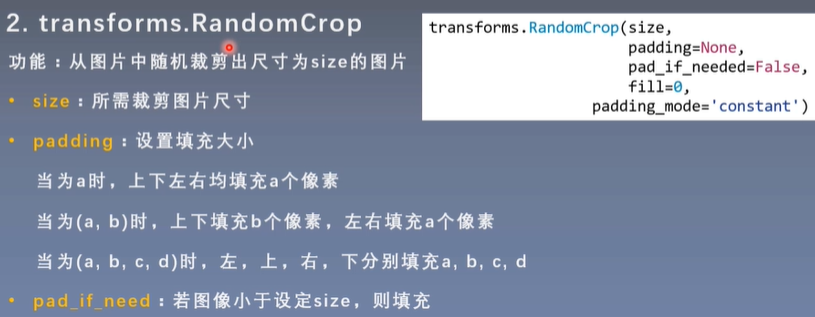 2. transforms.RandomCrop
功能：从图片中随机裁剪出尺寸为size的图片
• size：所需裁剪图片尺寸
• padding：设置填充大小
当为a时，上下左右均填充a个像素
当为(a, b)时，上下填充b个像素，左右填充a个像素
当为(a, b, c, d)时，左，上，右，下分别填充a, b, c, d
• pad_if_need：若图像小于设定size，则填充
transforms.RandomCrop(size,
padding=None,
pad_if_needed=False,
fill=0,
padding_mode='constant')